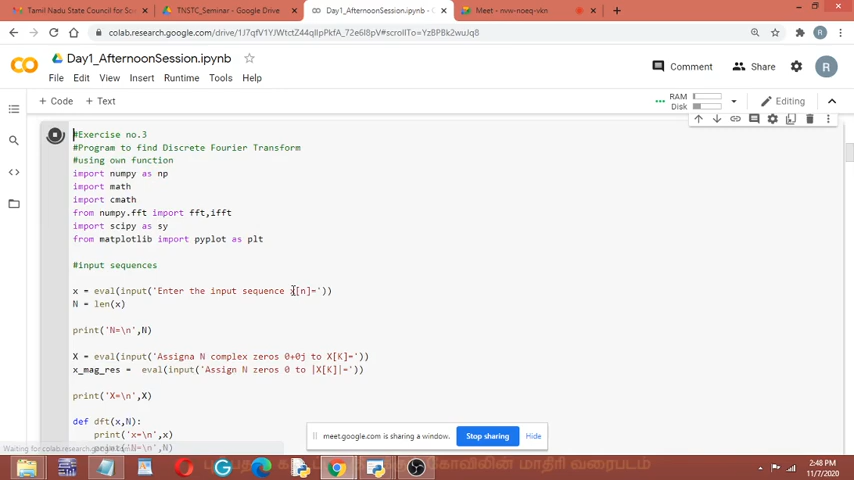 Tamil Nadu State Council for Sci
TNSTC_Seminar - Google Drive
Day1_AfternoonSession.ipynb - C
Meet - nvw-noeq-vkn
colab.research.google.com/drive/
Day1_AfternoonSession.ipynb
Comment
Share
R
File Edit View Insert Runtime Tools Help
+ Code + Text
RAM
Disk
Editing
#Exercise no.3
#Program to find Discrete Fourier Transform
#using own function
import numpy as np
import math
import cmath
from numpy.fft import fft,ifft
import scipy as sy
from matplotlib import pyplot as plt
#input sequences
x = eval(input('Enter the input sequence x[n]='))
N = len(x)
print('N=\n',N)
X = eval(input('Assigna N complex zeros 0+0j to X[K]='))
x_mag_res = eval(input('Assign N zeros 0 to |X[K]|='))
print('X=\n',X)
def dft(x,N):
print('x=\n',x)
print('N=\n',N)
meet.google.com is sharing a window.
Stop sharing
Hide
கோவிலின் மாதிரி வரைபடம்
2:48 PM
11/7/2020